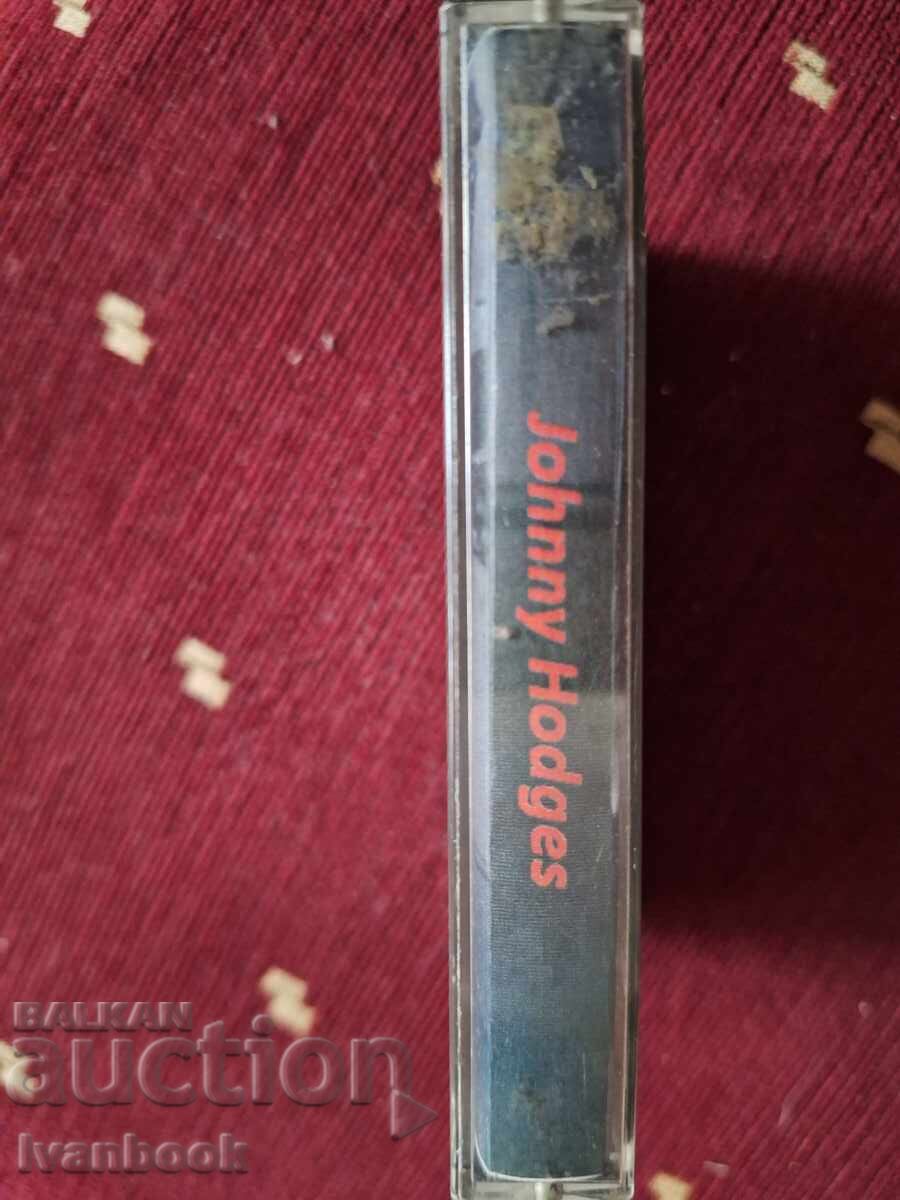 Johnny Hodges
BALKAN
auction
Ivanbook